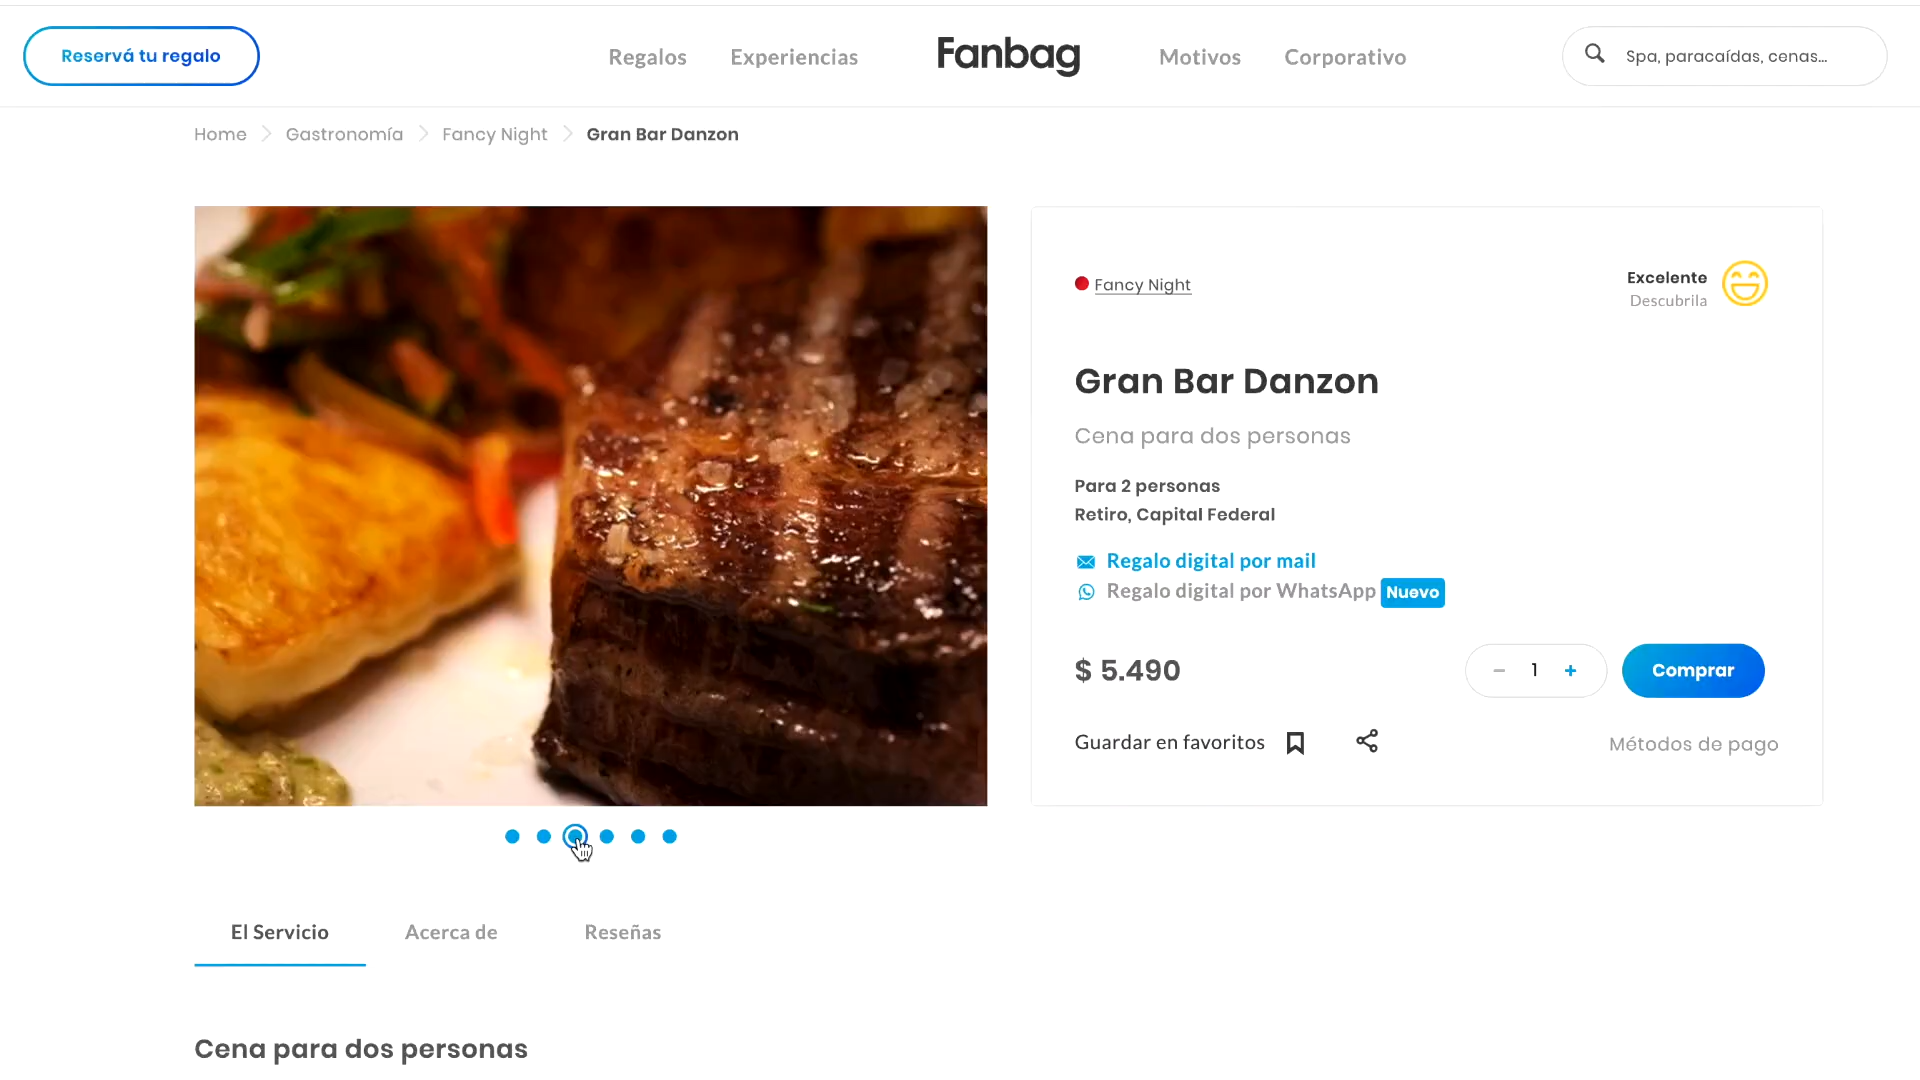 Reservá tu regalo
Regalos
Experiencias
Fanbag
Motivos
Corporativo
Spa, paracaídas, cenas...
Home
Gastronomía
Fancy Night
Gran Bar Danzon
Fancy Night
Excelente
Descubrila
Gran Bar Danzon
Cena para dos personas
Para 2 personas
Retiro, Capital Federal
Regalo digital por mail
Regalo digital por WhatsApp Nuevo
$ 5.490
− 1 +
Comprar
Guardar en favoritos
Métodos de pago
El Servicio
Acerca de
Reseñas
Cena para dos personas